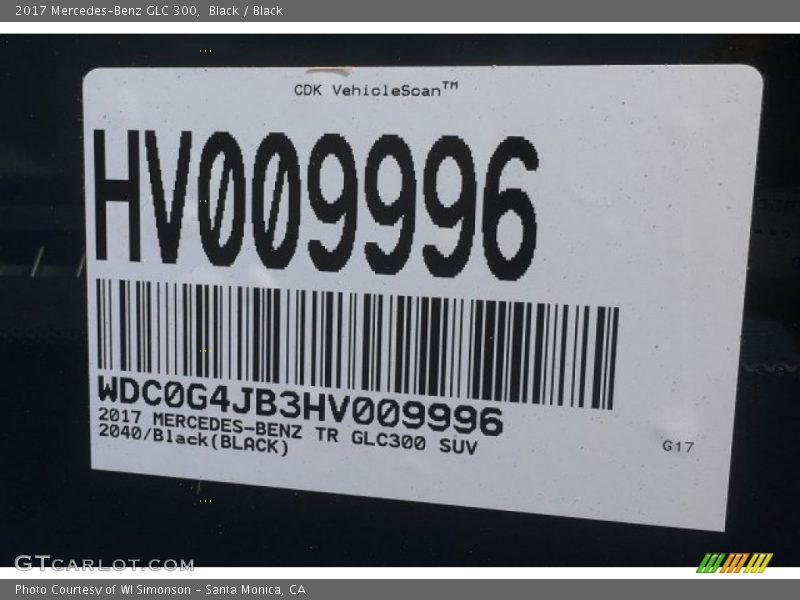 2017 Mercedes-Benz GLC 300,  Black / Black
CDK VehicleScan™
HV009996
WDC0G4JB3HV009996
2017 MERCEDES-BENZ TR GLC300 SUV
2040/Black(BLACK)
G17
GTCARLOT.COM
Photo Courtesy of WI Simonson - Santa Monica, CA